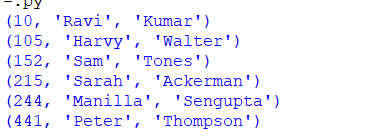 -.py
(10, 'Ravi', 'Kumar')
(105, 'Harvy', 'Walter')
(152, 'Sam', 'Tones')
(215, 'Sarah', 'Ackerman')
(244, 'Manilla', 'Sengupta')
(441, 'Peter', 'Thompson')